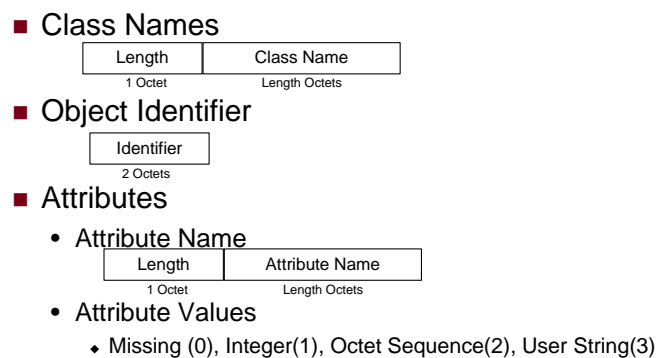 ■ Class Names
Length Class Name
1 Octet Length Octets
■ Object Identifier
Identifier
2 Octets
■ Attributes
• Attribute Name
Length Attribute Name
1 Octet Length Octets
• Attribute Values
◆ Missing (0), Integer(1), Octet Sequence(2), User String(3)